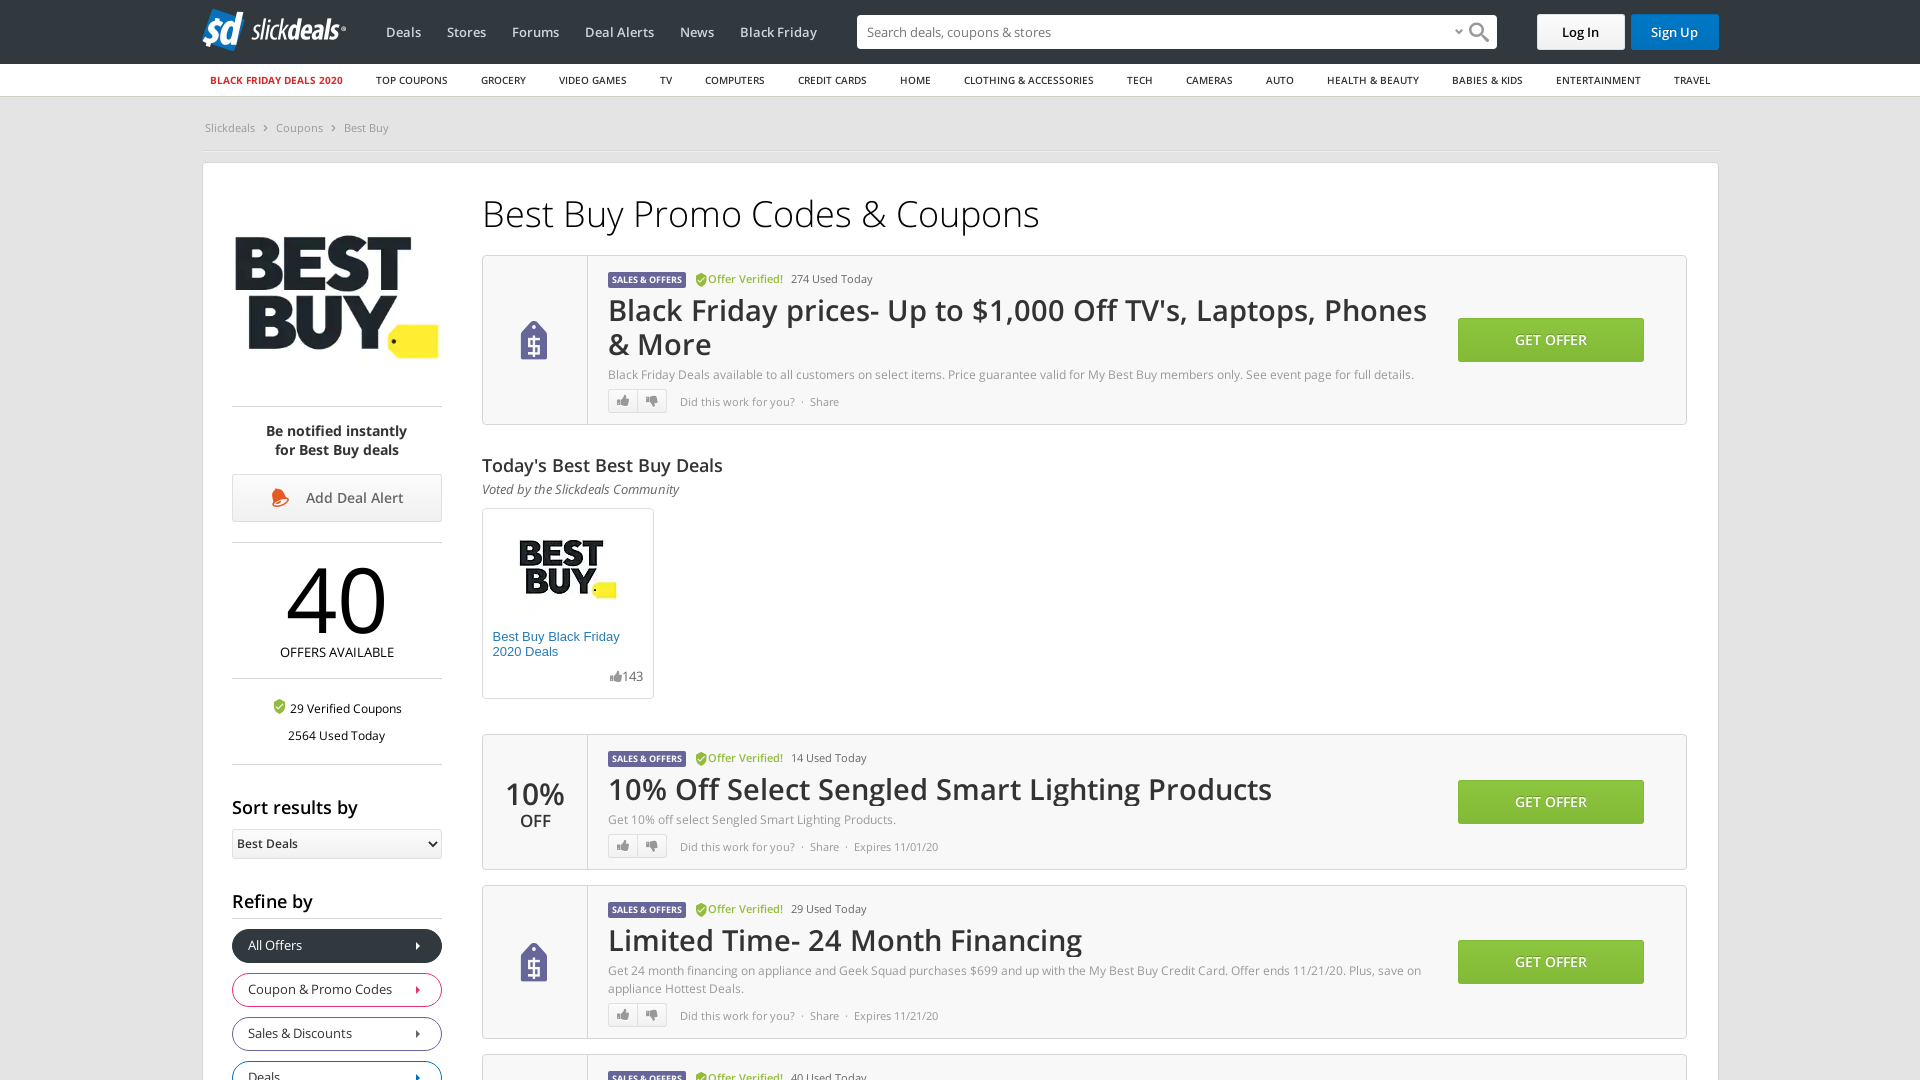 sd slickdeals
Deals
Stores
Forums
Deal Alerts
News
Black Friday
Search deals, coupons & stores
Log In
Sign Up
BLACK FRIDAY DEALS 2020
TOP COUPONS
GROCERY
VIDEO GAMES
TV
COMPUTERS
CREDIT CARDS
HOME
CLOTHING & ACCESSORIES
TECH
CAMERAS
AUTO
HEALTH & BEAUTY
BABIES & KIDS
ENTERTAINMENT
TRAVEL
Slickdeals > Coupons > Best Buy
BEST
BUY
Be notified instantly
for Best Buy deals
Add Deal Alert
40
OFFERS AVAILABLE
29 Verified Coupons
2564 Used Today
Sort results by
Best Deals
Refine by
All Offers
Coupon & Promo Codes
Sales & Discounts
Deals
Best Buy Promo Codes & Coupons
SALES & OFFERS Offer Verified! 274 Used Today
Black Friday prices- Up to $1,000 Off TV's, Laptops, Phones
& More
Black Friday Deals available to all customers on select items. Price guarantee valid for My Best Buy members only. See event page for full details.
Did this work for you? · Share
GET OFFER
Today's Best Best Buy Deals
Voted by the Slickdeals Community
BEST
BUY
Best Buy Black Friday
2020 Deals
143
10%
OFF
SALES & OFFERS Offer Verified! 14 Used Today
10% Off Select Sengled Smart Lighting Products
Get 10% off select Sengled Smart Lighting Products.
Did this work for you? · Share · Expires 11/01/20
GET OFFER
SALES & OFFERS Offer Verified! 29 Used Today
Limited Time- 24 Month Financing
Get 24 month financing on appliance and Geek Squad purchases $699 and up with the My Best Buy Credit Card. Offer ends 11/21/20. Plus, save on
appliance Hottest Deals.
Did this work for you? · Share · Expires 11/21/20
GET OFFER
SALES & OFFERS Offer Verified! 40 Used Today